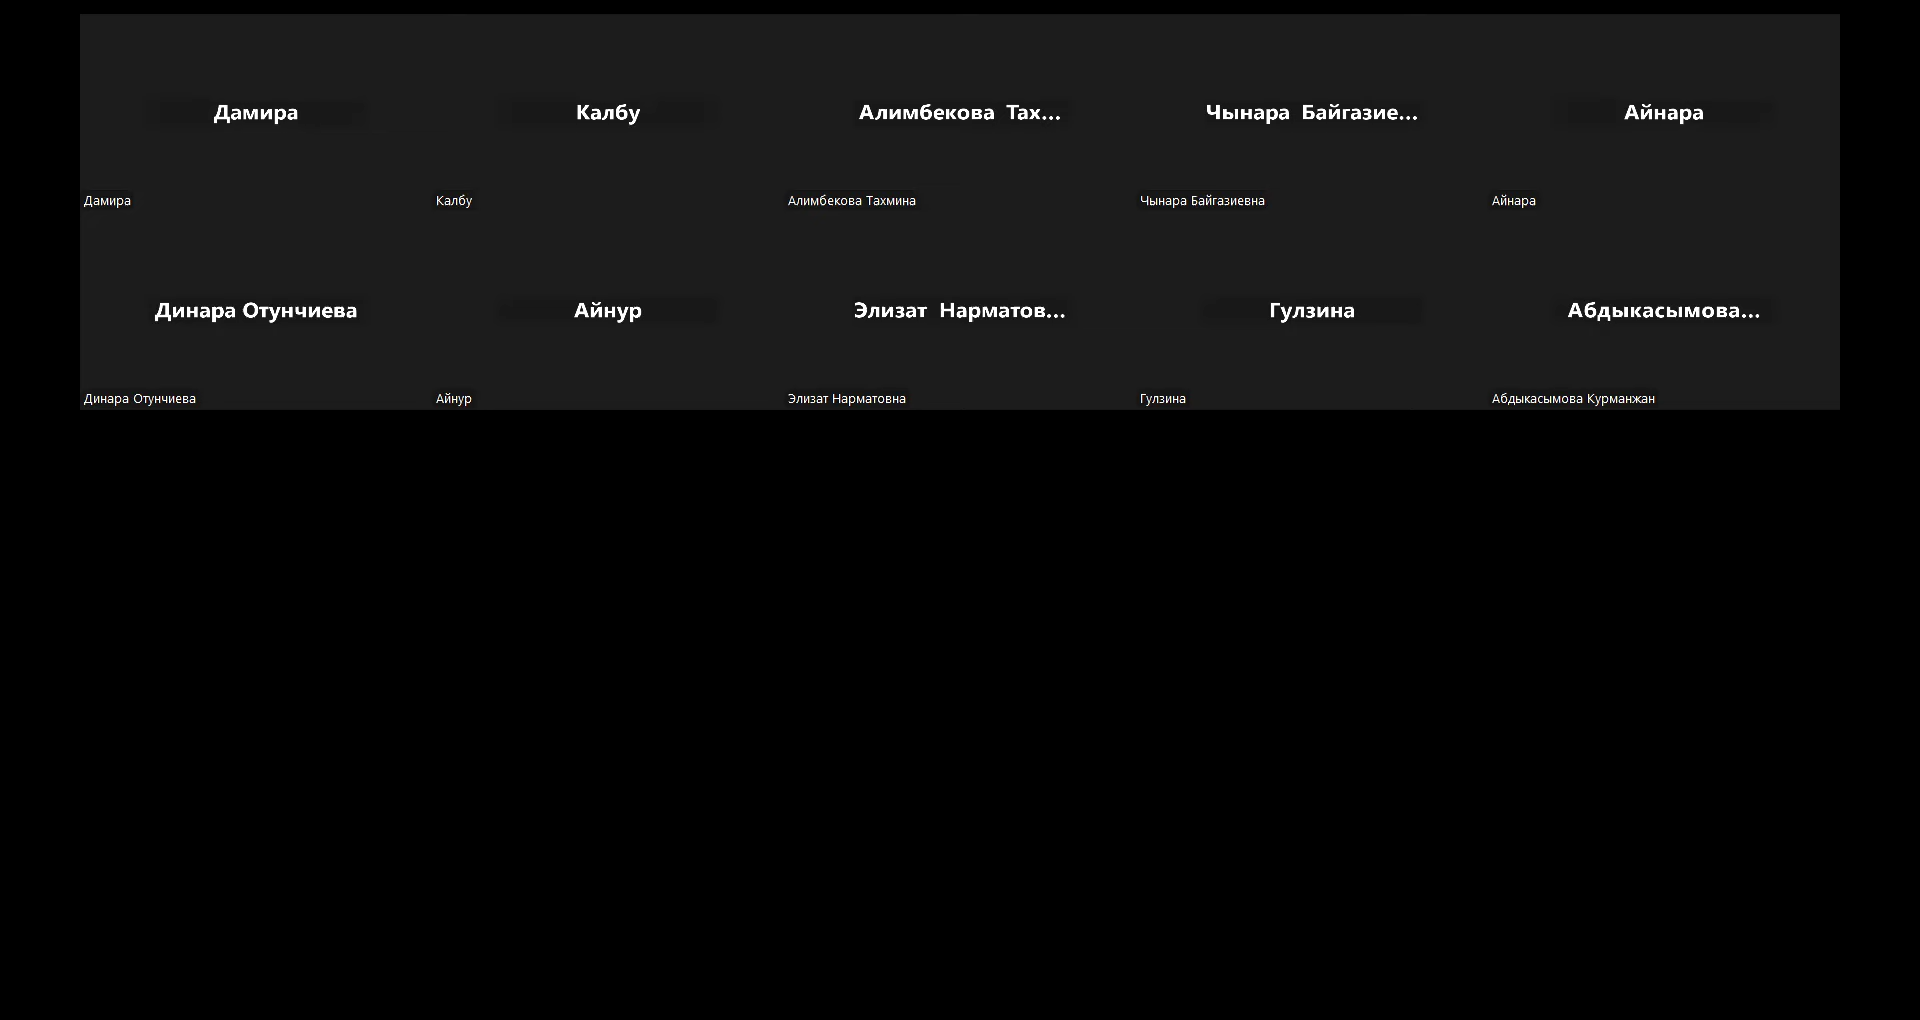 Дамира
Калбу
Алимбекова Тах...
Чынара Байгазие...
Айнара
Дамира
Калбу
Алимбекова Тахмина
Чынара Байгазиевна
Айнара
Динара Отунчиева
Айнур
Элизат Нарматов...
Гулзина
Абдыкасымова...
Динара Отунчиева
Айнур
Элизат Нарматовна
Гулзина
Абдыкасымова Курманжан